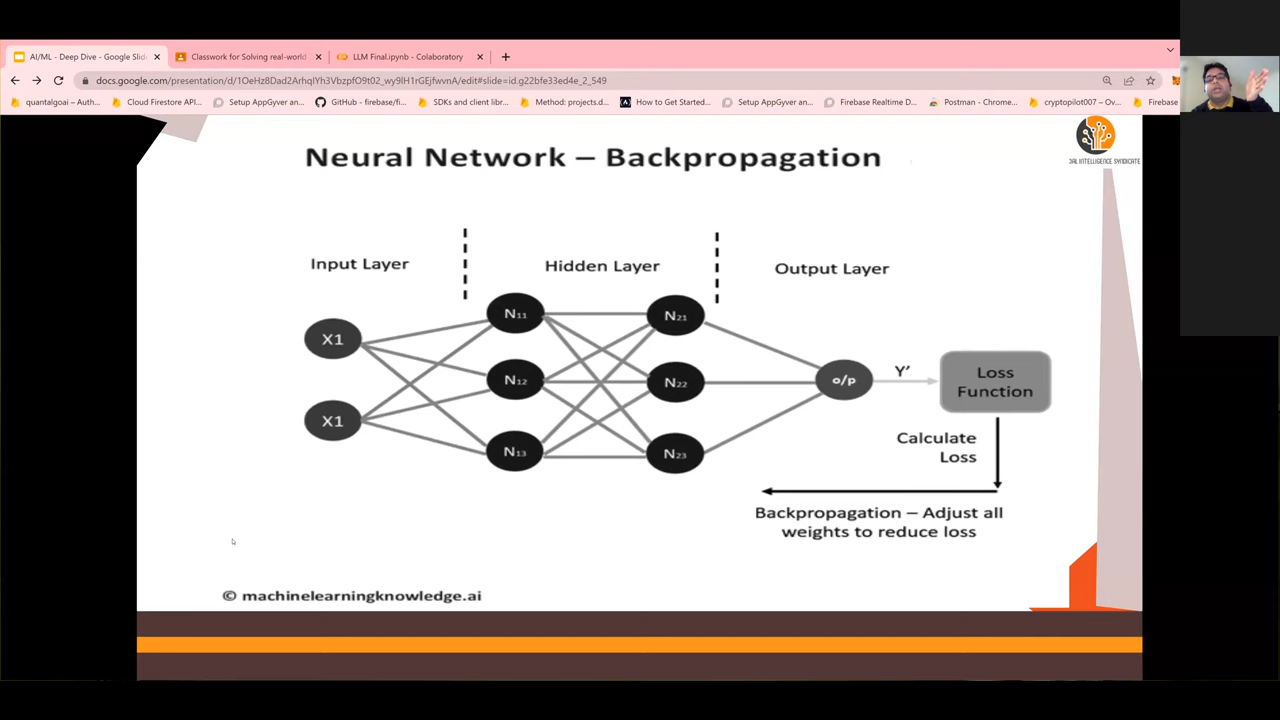 AI/ML - Deep Dive - Google Slid
Classwork for Solving real-world
LLM Final.ipynb - Colaboratory
docs.google.com/presentation/d/1OeHz8Dad2ArhqIYh3VbzpfO9t02_wy9lH1rGEjfwvnA/edit#slide=id.g22bfe33ed4e_2_549
quantalgoai – Auth...
Cloud Firestore API...
Setup AppGyver an...
GitHub - firebase/fi...
SDKs and client libr...
Method: projects.d...
How to Get Started...
Setup AppGyver an...
Firebase Realtime D...
Postman - Chrome...
cryptopilot007 – Ov...
Firebase
Neural Network – Backpropagation
IAL INTELLIGENCE SYNDICATE
Input Layer
Hidden Layer
Output Layer
X1
X1
N11
N12
N13
N21
N22
N23
o/p
Y’
Loss
Function
Calculate
Loss
Backpropagation – Adjust all
weights to reduce loss
© machinelearningknowledge.ai